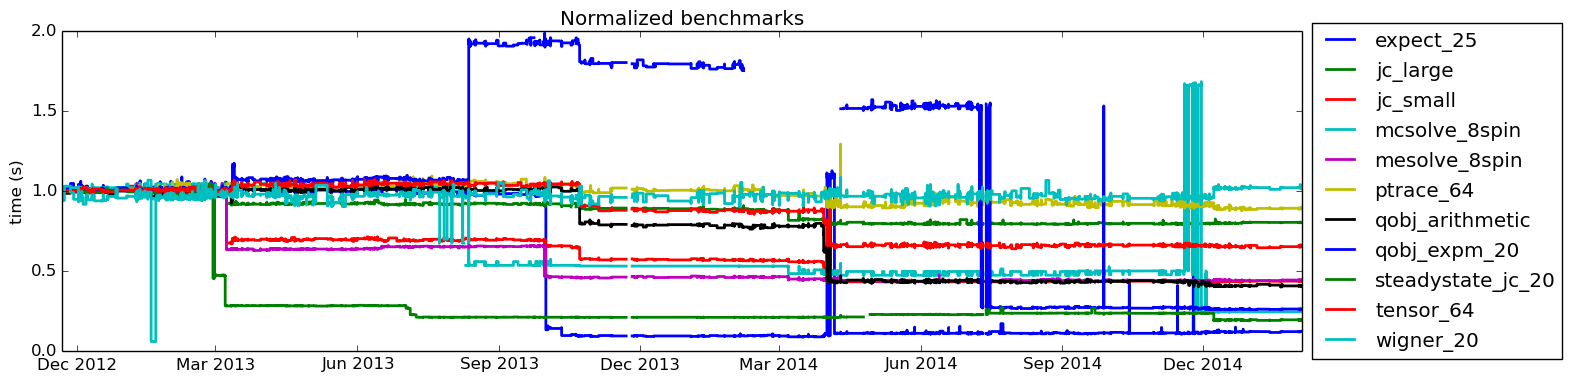 Normalized benchmarks
time (s)
2.0
1.5
1.0
0.5
0.0
Dec 2012 Mar 2013 Jun 2013 Sep 2013 Dec 2013 Mar 2014 Jun 2014 Sep 2014 Dec 2014
expect_25
jc_large
jc_small
mcsolve_8spin
mesolve_8spin
ptrace_64
qobj_arithmetic
qobj_expm_20
steadystate_jc_20
tensor_64
wigner_20